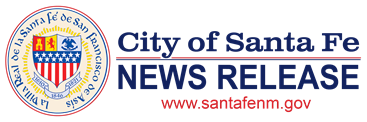 La Villa Real de la Santa Fé de San Francisco de Asís
City of Santa Fe
NEWS RELEASE
www.santafenm.gov